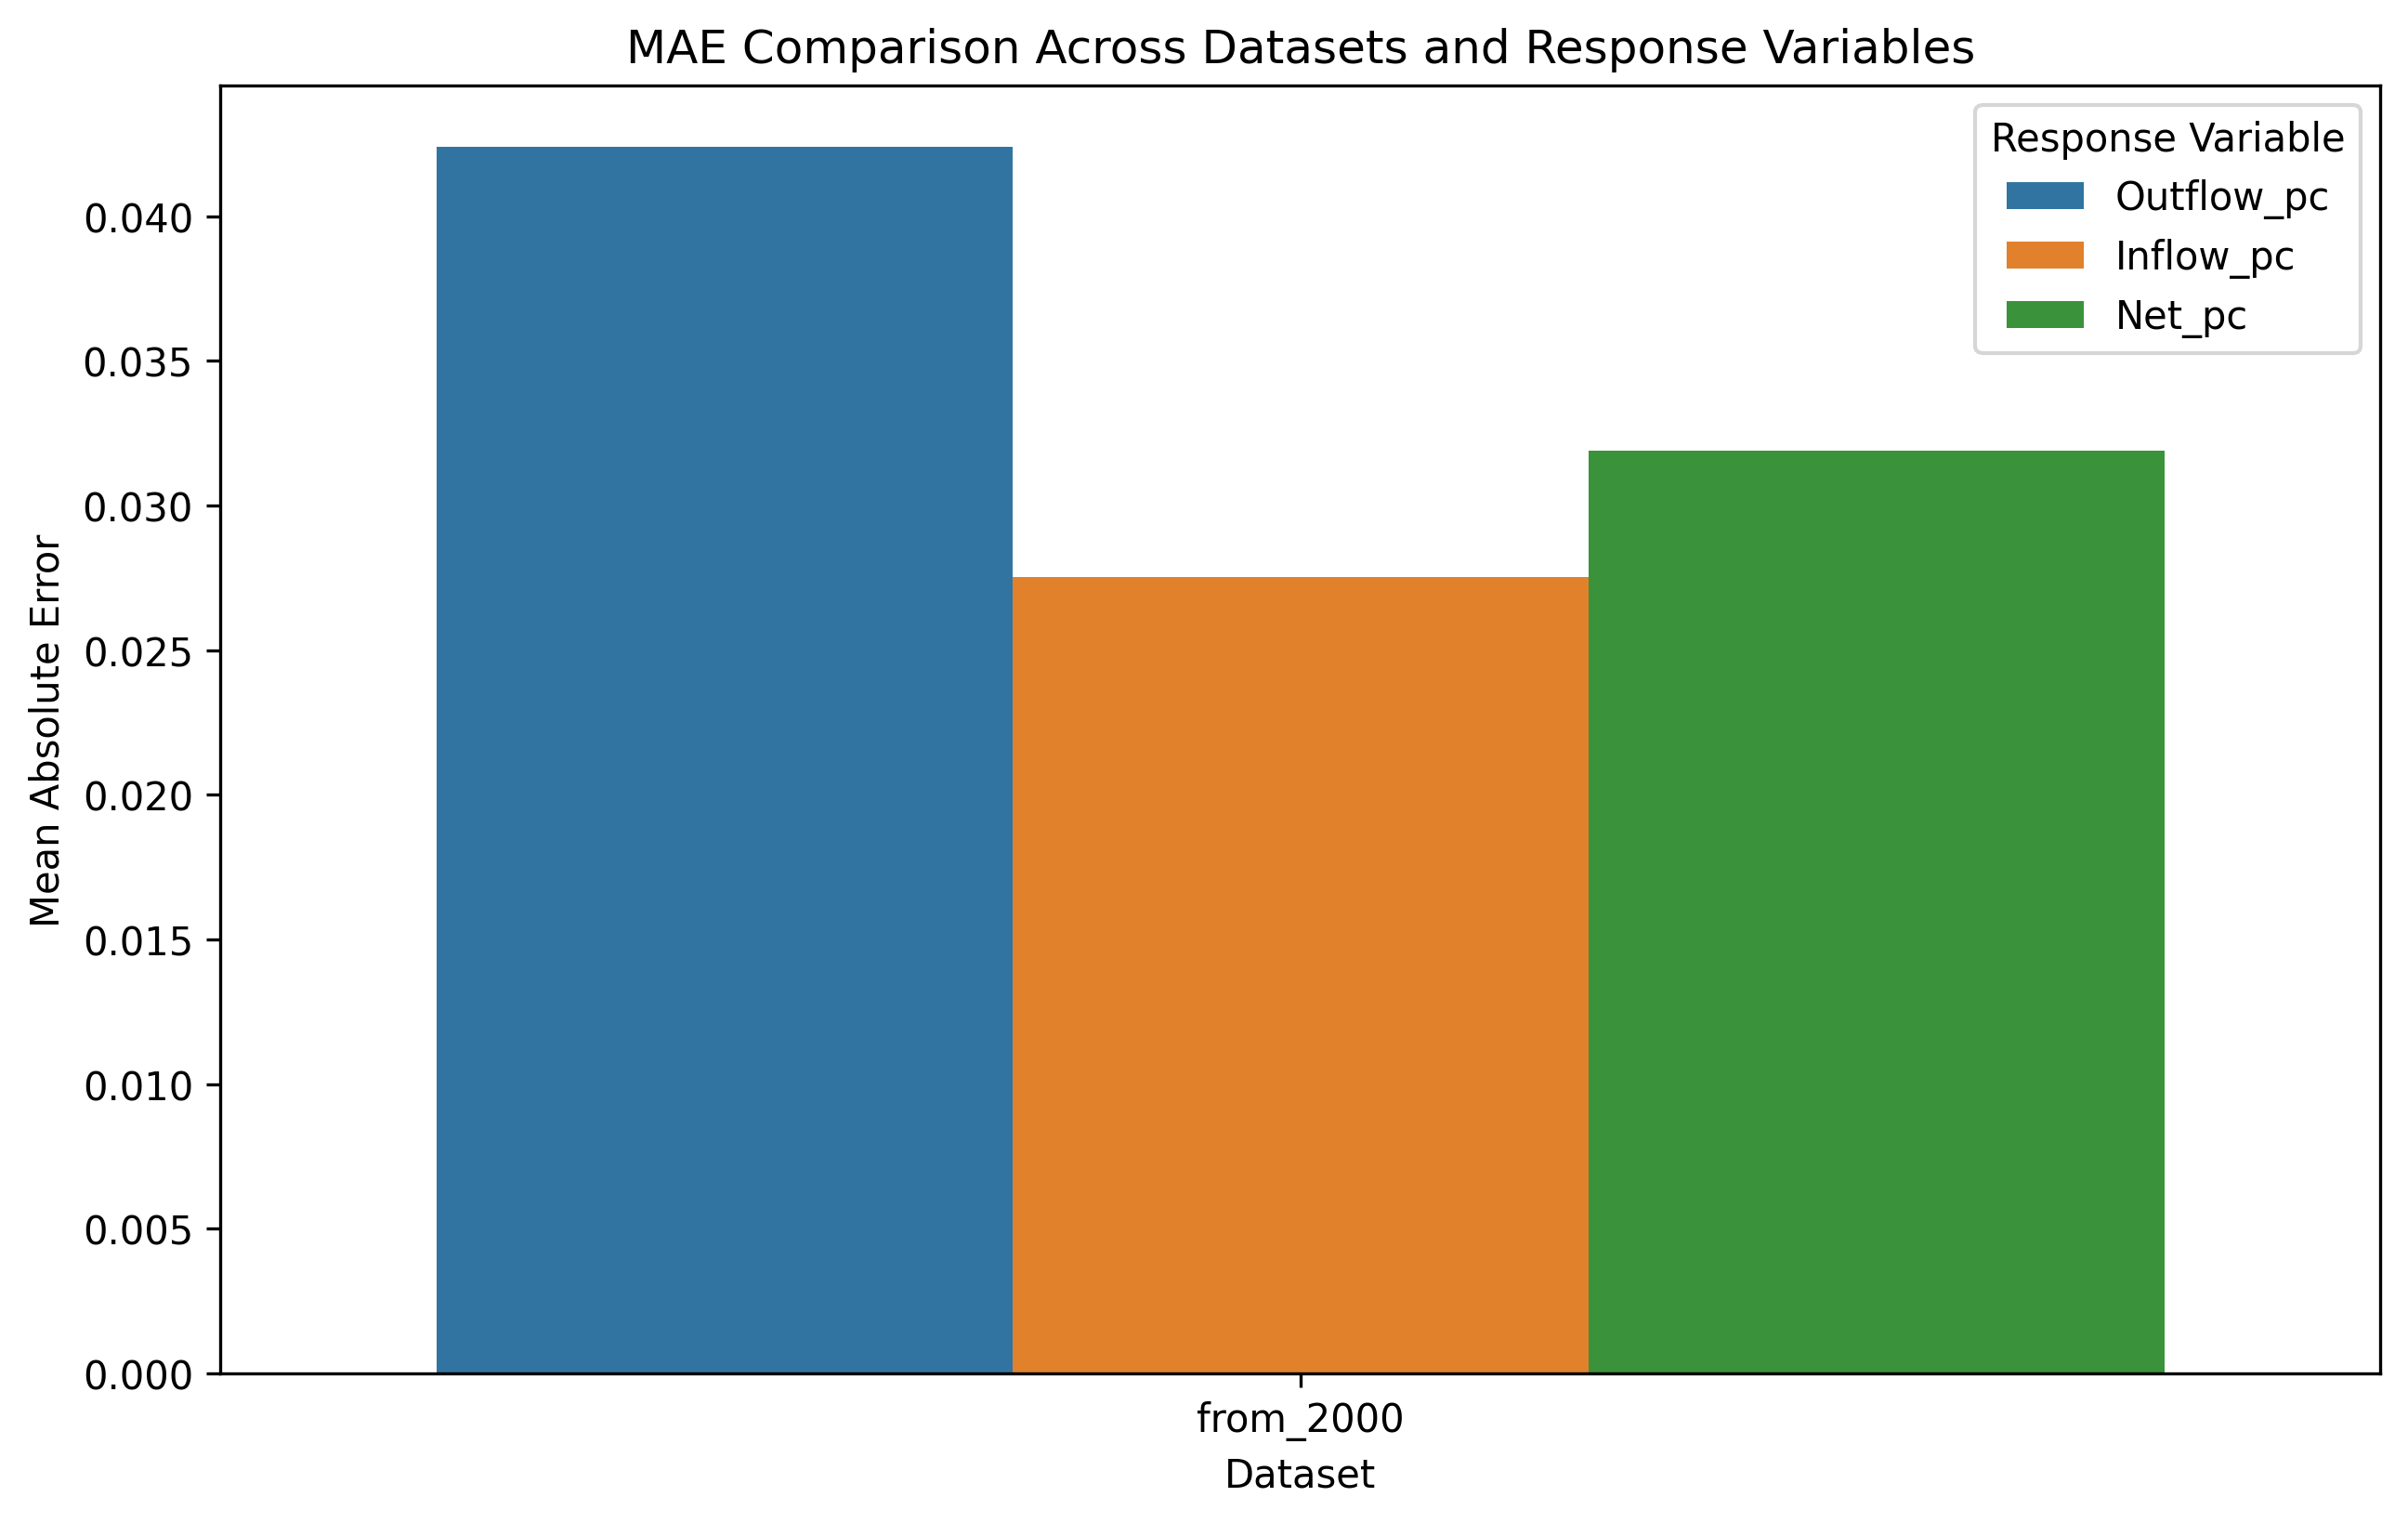 MAE Comparison Across Datasets and Response Variables
Response Variable
Outflow_pc
Inflow_pc
Net_pc
Mean Absolute Error
0.040
0.035
0.030
0.025
0.020
0.015
0.010
0.005
0.000
from_2000
Dataset